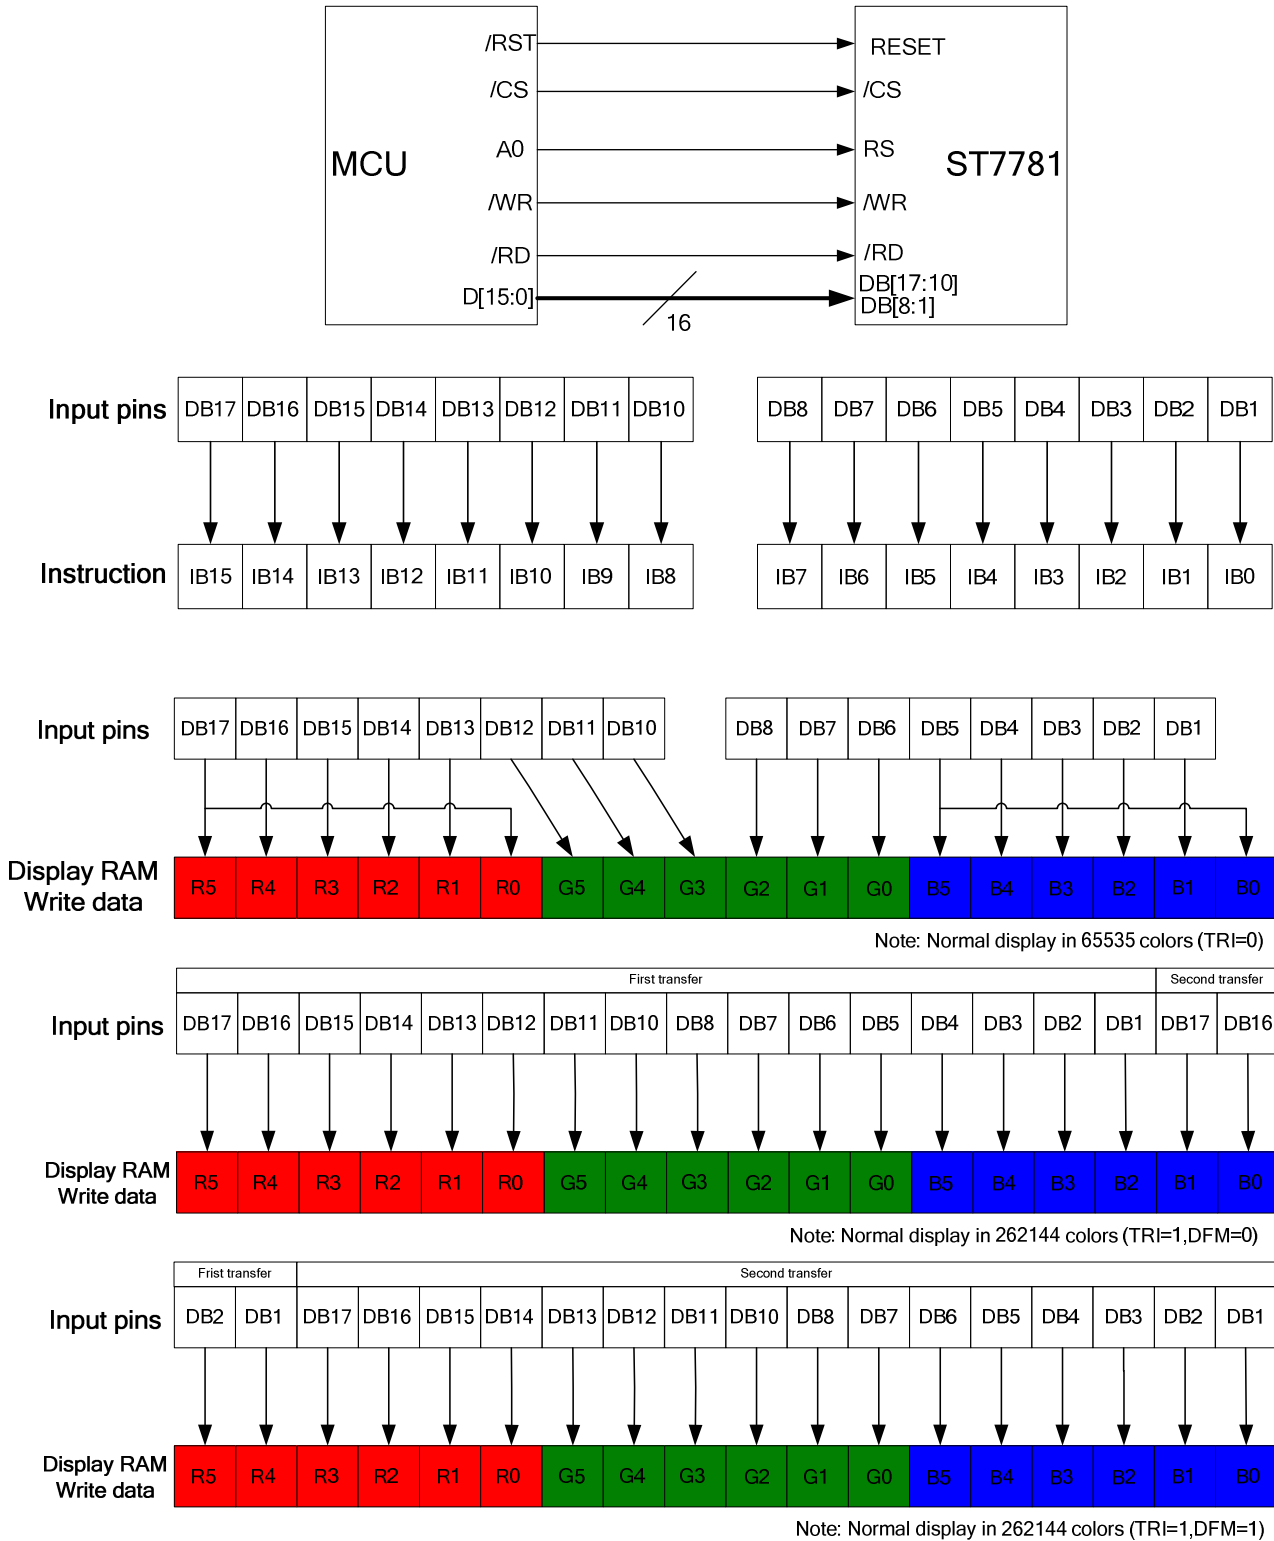 /RST RESET
/CS /CS
A0 RS
MCU ST7781
/WR /WR
/RD /RD
D[15:0] DB[17:10]
DB[8:1]
16
Input pins DB17 DB16 DB15 DB14 DB13 DB12 DB11 DB10 DB8 DB7 DB6 DB5 DB4 DB3 DB2 DB1
Instruction IB15 IB14 IB13 IB12 IB11 IB10 IB9 IB8 IB7 IB6 IB5 IB4 IB3 IB2 IB1 IB0
Input pins DB17 DB16 DB15 DB14 DB13 DB12 DB11 DB10 DB8 DB7 DB6 DB5 DB4 DB3 DB2 DB1
Display RAM
Write data
R5 R4 R3 R2 R1 R0 G5 G4 G3 G2 G1 G0 B5 B4 B3 B2 B1 B0
Note: Normal display in 65535 colors (TRI=0)
First transfer Second transfer
Input pins DB17 DB16 DB15 DB14 DB13 DB12 DB11 DB10 DB8 DB7 DB6 DB5 DB4 DB3 DB2 DB1 DB17 DB16
Display RAM
Write data
R5 R4 R3 R2 R1 R0 G5 G4 G3 G2 G1 G0 B5 B4 B3 B2 B1 B0
Note: Normal display in 262144 colors (TRI=1,DFM=0)
Frist transfer Second transfer
Input pins DB2 DB1 DB17 DB16 DB15 DB14 DB13 DB12 DB11 DB10 DB8 DB7 DB6 DB5 DB4 DB3 DB2 DB1
Display RAM
Write data
R5 R4 R3 R2 R1 R0 G5 G4 G3 G2 G1 G0 B5 B4 B3 B2 B1 B0
Note: Normal display in 262144 colors (TRI=1,DFM=1)